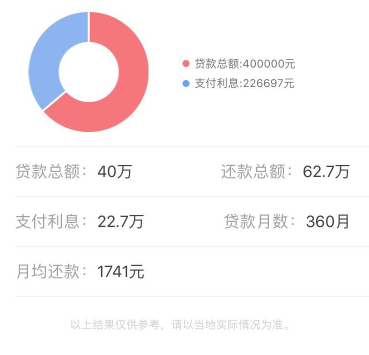 贷款总额:400000元
支付利息:226697元
贷款总额：40万 还款总额：62.7万
支付利息：22.7万 贷款月数：360月
月均还款：1741元
以上结果仅供参考，请以当地实际情况为准。